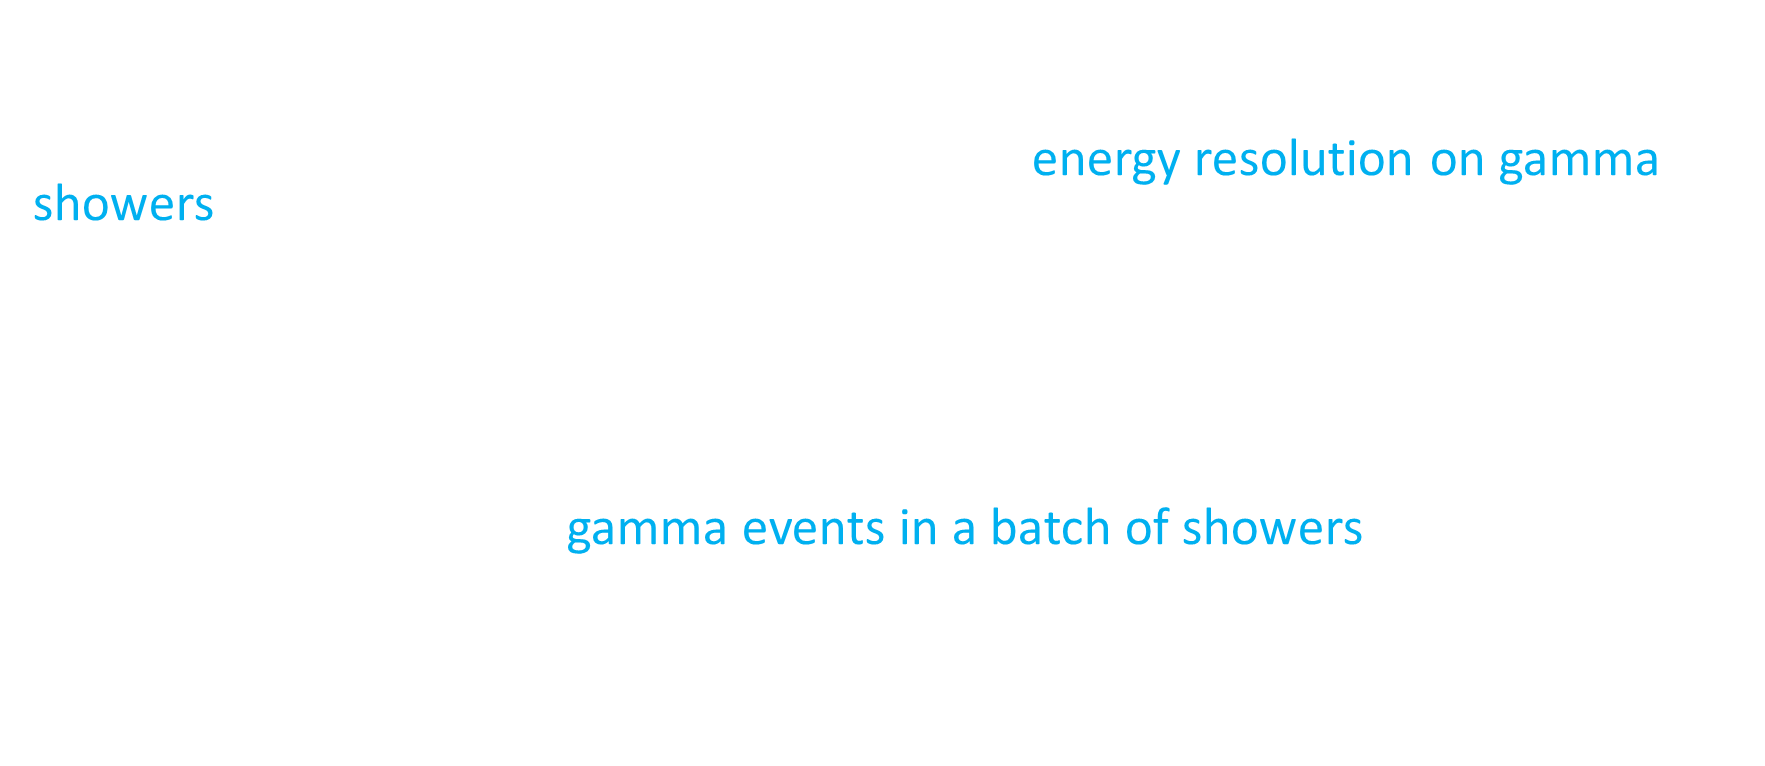 energy resolution on gamma
showers
gamma events in a batch of showers